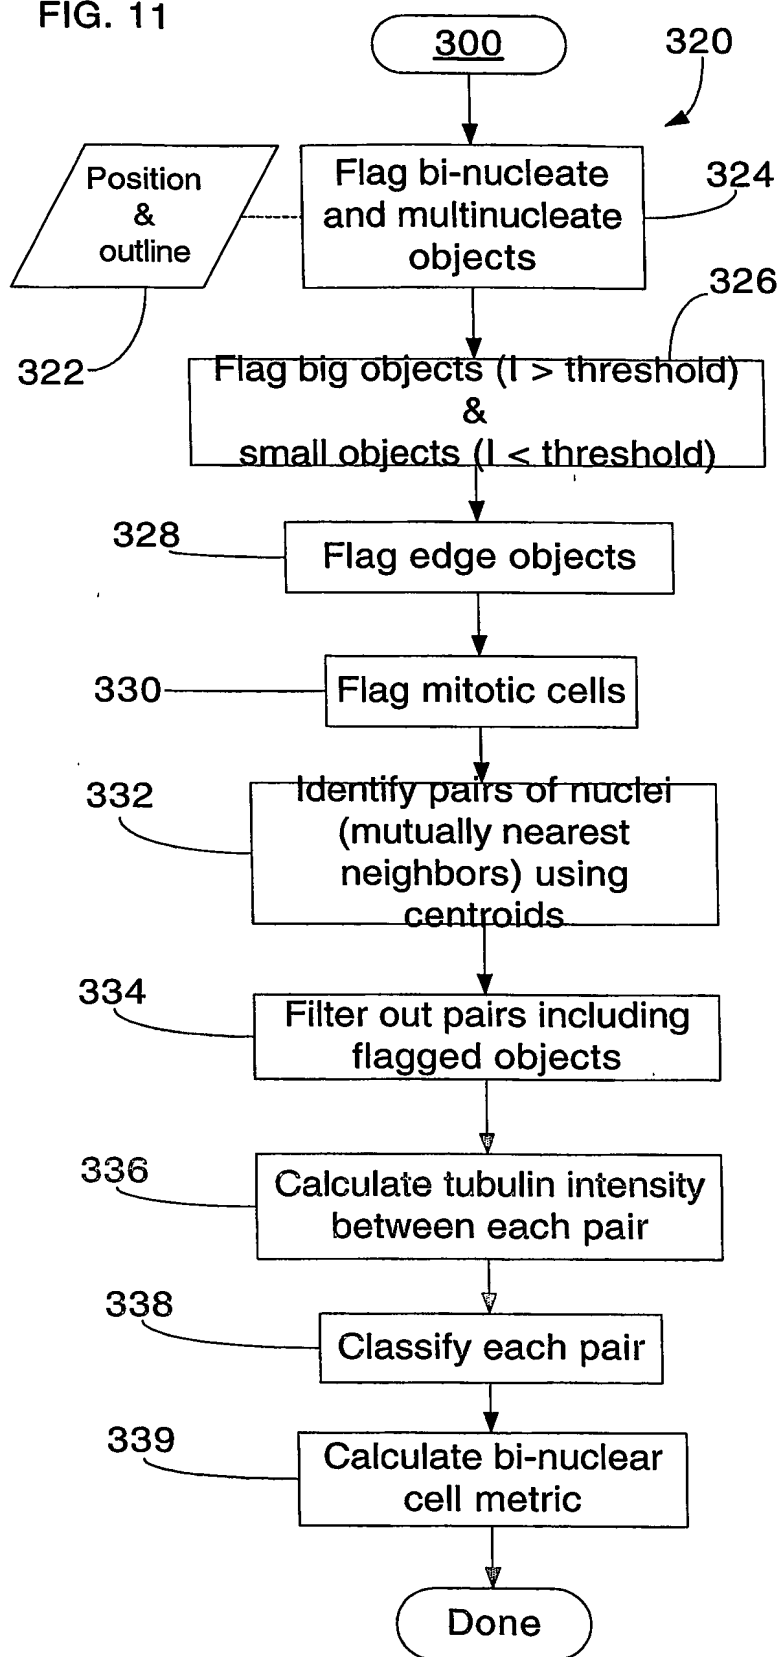 FIG. 11
300
320
Position
&
outline
Flag bi-nucleate
and multinucleate
objects
324
326
322
Flag big objects (I > threshold)
&
small objects (I < threshold)
328
Flag edge objects
330
Flag mitotic cells
332
Identify pairs of nuclei
(mutually nearest
neighbors) using
centroids
334
Filter out pairs including
flagged objects
336
Calculate tubulin intensity
between each pair
338
Classify each pair
339
Calculate bi-nuclear
cell metric
Done